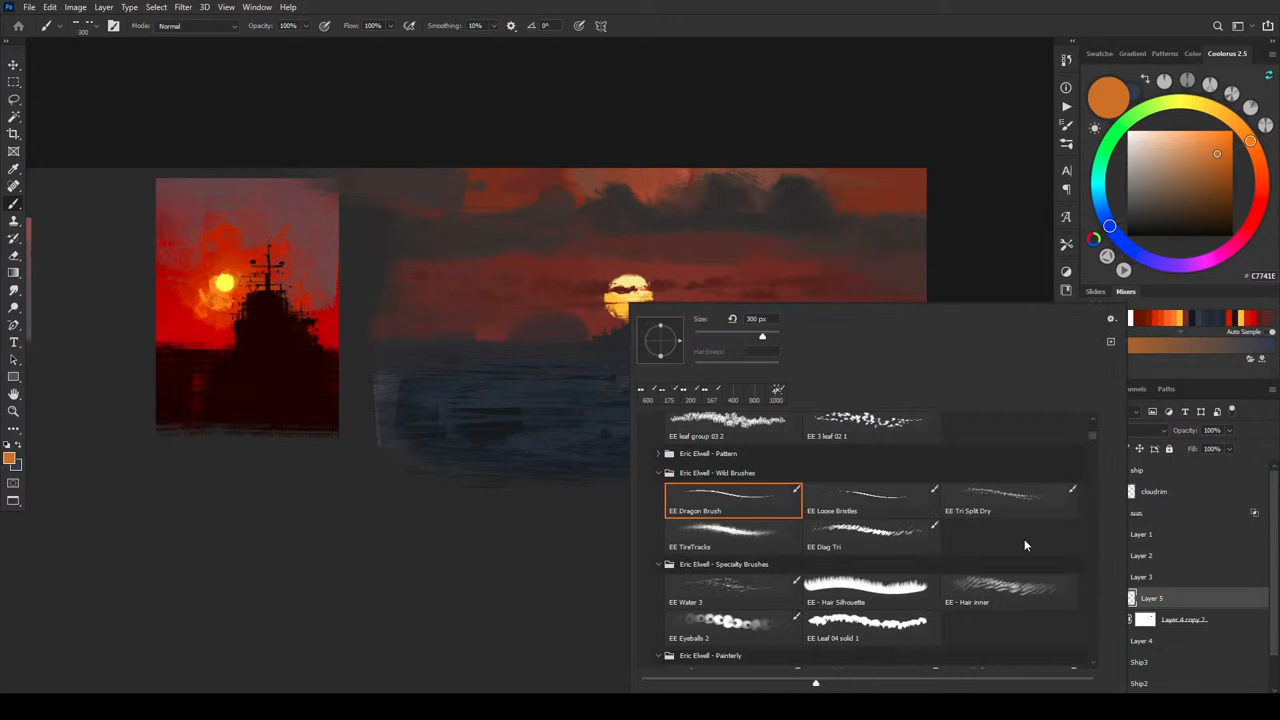 Ps File Edit Image Layer Type Select Filter 3D View Window Help
300 Mode: Normal Opacity: 100% Flow: 100% Smoothing: 10% 0°
Swatche Gradient Patterns Color Coolorus 2.5
# C7741E
Sliders Mixers
Auto Sample
Size: 300 px
Hardness:
600 175 200 167 400 800 1000
EE leaf group 03 2 EE 3 leaf 02 1
Eric Elwell - Pattern
Eric Elwell - Wild Brushes
EE Dragon Brush EE Loose Bristles EE Tri Split Dry
EE TireTracks EE Diag Tri
Eric Elwell - Specialty Brushes
EE Water 3 EE - Hair Silhouette EE - Hair inner
EE Eyeballs 2 EE Leaf 04 solid 1
Eric Elwell - Painterly
nnels Paths
Opacity: 100%
Fill: 100%
ship
cloudrim
sun
Layer 1
Layer 2
Layer 3
Layer 5
Layer 4 copy 2
Layer 4
Ship3
Ship2